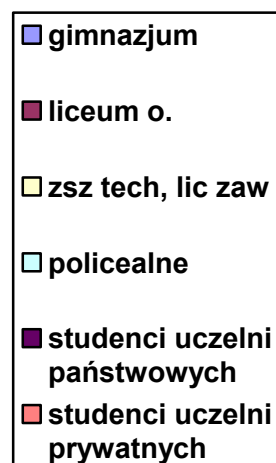 gimnazjum
liceum o.
zsz tech, lic zaw
policealne
studenci uczelni
państwowych
studenci uczelni
prywatnych